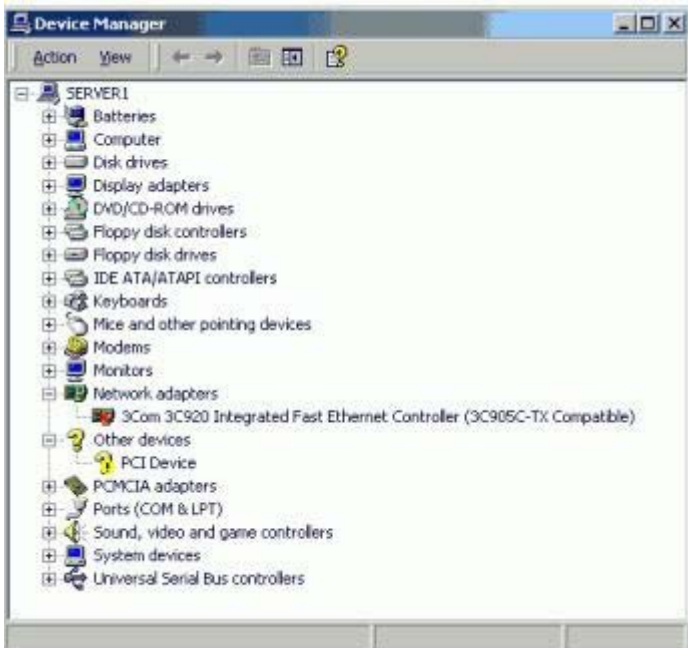 Device Manager
Action View
SERVER1
Batteries
Computer
Disk drives
Display adapters
DVD/CD-ROM drives
Floppy disk controllers
Floppy disk drives
IDE ATA/ATAPI controllers
Keyboards
Mice and other pointing devices
Modems
Monitors
Network adapters
3Com 3C920 Integrated Fast Ethernet Controller (3C905C-TX Compatible)
Other devices
PCI Device
PCMCIA adapters
Ports (COM & LPT)
Sound, video and game controllers
System devices
Universal Serial Bus controllers